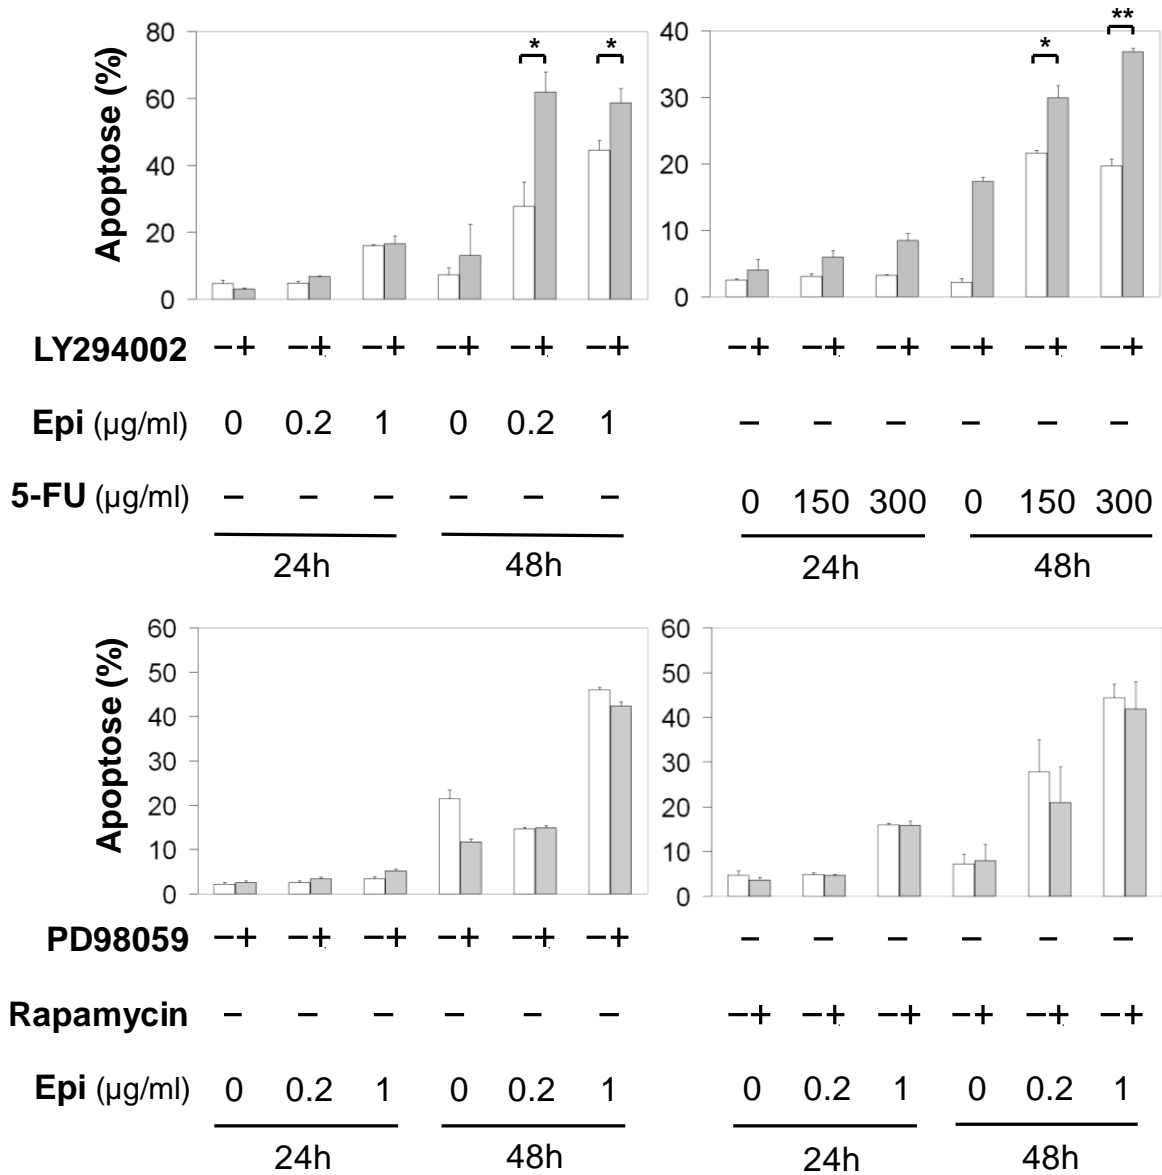 * * * **
Apoptose (%)
80
60
40
20
0
40
30
20
10
0
LY294002 −+ −+ −+ −+ −+ −+ −+ −+ −+ −+ −+ −+
Epi (µg/ml) 0 0.2 1 0 0.2 1 − − − − − −
5-FU (µg/ml) − − − − − − 0 150 300 0 150 300
24h 48h 24h 48h
Apoptose (%)
60
50
40
30
20
10
0
60
50
40
30
20
10
0
PD98059 −+ −+ −+ −+ −+ −+ − − − − − −
Rapamycin − − − − − − −+ −+ −+ −+ −+ −+
Epi (µg/ml) 0 0.2 1 0 0.2 1 0 0.2 1 0 0.2 1
24h 48h 24h 48h